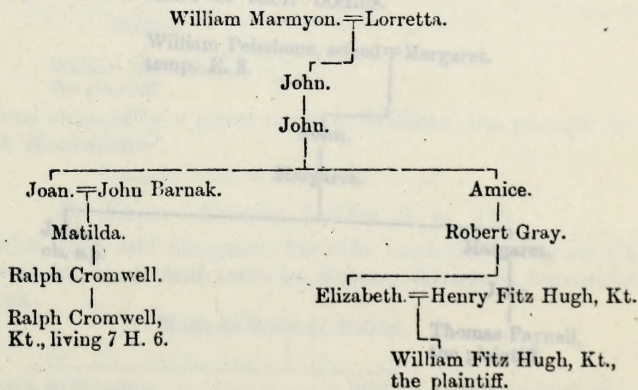 William Marmyon.╤Lorretta.
John.
John.
Joan.╤John Barnak.
Amice.
Matilda.
Robert Gray.
Ralph Cromwell.
Elizabeth.╤Henry Fitz Hugh, Kt.
Ralph Cromwell,
Kt., living 7 H. 6.
William Fitz Hugh, Kt.,
the plaintiff.